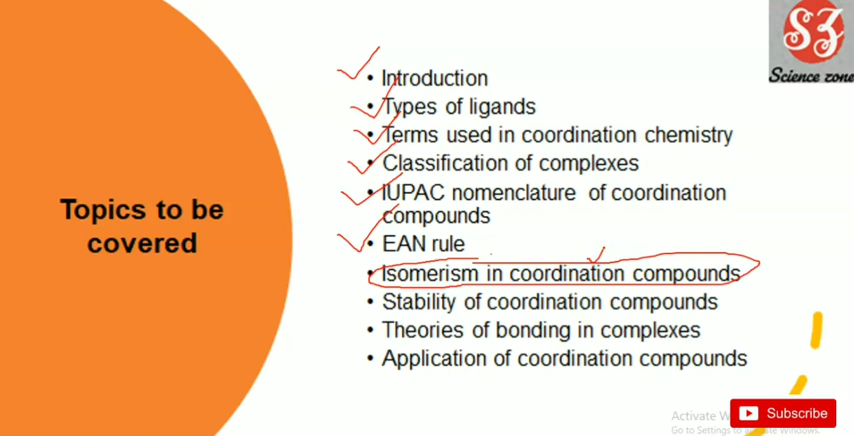 SZ
Science zone
Topics to be
covered
• Introduction
• Types of ligands
• Terms used in coordination chemistry
• Classification of complexes
• IUPAC nomenclature of coordination
compounds
• EAN rule
• Isomerism in coordination compounds
• Stability of coordination compounds
• Theories of bonding in complexes
• Application of coordination compounds
Activate W
Go to Settings to activate Windows.
Subscribe